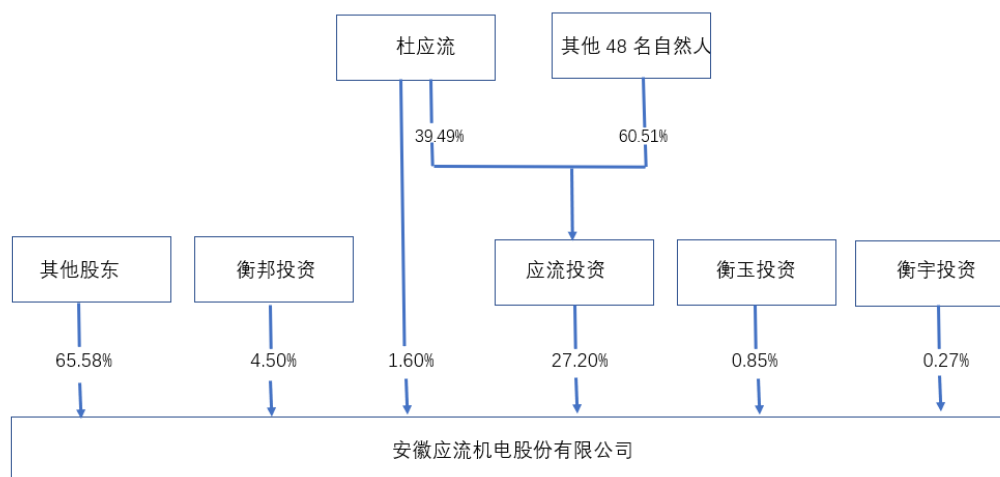 杜应流
其他 48 名自然人
39.49%
60.51%
其他股东
衡邦投资
应流投资
衡玉投资
衡宇投资
65.58%
4.50%
1.60%
27.20%
0.85%
0.27%
安徽应流机电股份有限公司